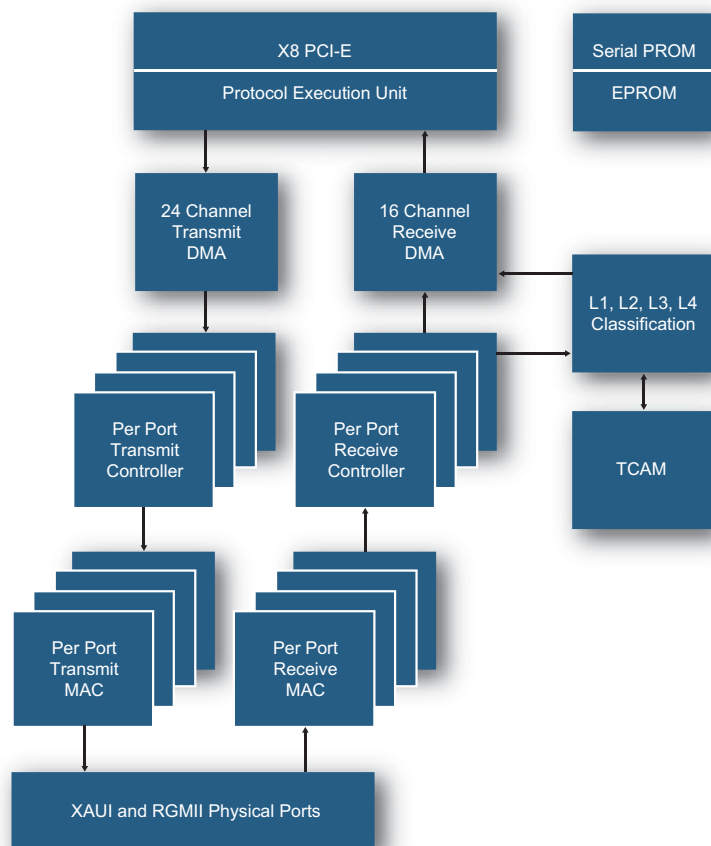 X8 PCI-E
Protocol Execution Unit
Serial PROM
EPROM
24 Channel
Transmit
DMA
16 Channel
Receive
DMA
L1, L2, L3, L4
Classification
Per Port
Transmit
Controller
Per Port
Receive
Controller
TCAM
Per Port
Transmit
MAC
Per Port
Receive
MAC
XAUI and RGMII Physical Ports